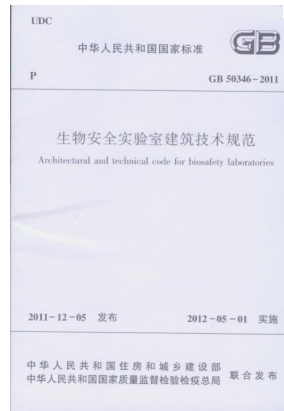 UDC
中华人民共和国国家标准
GB
P
GB 50346-2011
生物安全实验室建筑技术规范
Architectural and technical code for biosafety laboratories
2011-12-05 发布
2012-05-01 实施
中华人民共和国住房和城乡建设部
中华人民共和国国家质量监督检验检疫总局
联合发布